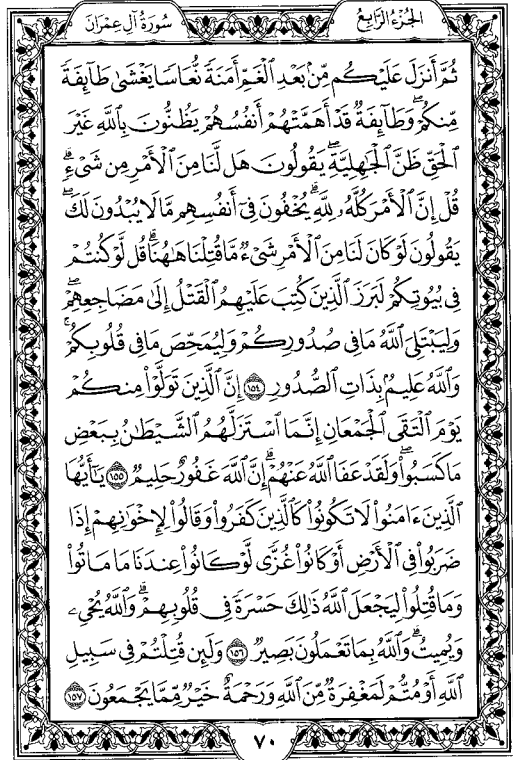 سُورَةُ آلِ عِمْرَانَ
الجُزْءُ الرَّابِعُ
ثُمَّ أَنزَلَ عَلَيْكُم مِّنۢ بَعْدِ ٱلْغَمِّ أَمَنَةً نُّعَاسًا يَغْشَىٰ طَآئِفَةً
مِّنكُمْ ۖ وَطَآئِفَةٌ قَدْ أَهَمَّتْهُمْ أَنفُسُهُمْ يَظُنُّونَ بِٱللَّهِ غَيْرَ
ٱلْحَقِّ ظَنَّ ٱلْجَٰهِلِيَّةِ ۖ يَقُولُونَ هَل لَّنَا مِنَ ٱلْأَمْرِ مِن شَىْءٍ ۗ
قُلْ إِنَّ ٱلْأَمْرَ كُلَّهُۥ لِلَّهِ ۗ يُخْفُونَ فِىٓ أَنفُسِهِم مَّا لَا يُبْدُونَ لَكَ ۖ
يَقُولُونَ لَوْ كَانَ لَنَا مِنَ ٱلْأَمْرِ شَىْءٌ مَّا قُتِلْنَا هَٰهُنَا ۗ قُل لَّوْ كُنتُمْ
فِى بُيُوتِكُمْ لَبَرَزَ ٱلَّذِينَ كُتِبَ عَلَيْهِمُ ٱلْقَتْلُ إِلَىٰ مَضَاجِعِهِمْ ۖ
وَلِيَبْتَلِىَ ٱللَّهُ مَا فِى صُدُورِكُمْ وَلِيُمَحِّصَ مَا فِى قُلُوبِكُمْ ۗ
وَٱللَّهُ عَلِيمٌۢ بِذَاتِ ٱلصُّدُورِ ١٥٤ إِنَّ ٱلَّذِينَ تَوَلَّوْا۟ مِنكُمْ
يَوْمَ ٱلْتَقَى ٱلْجَمْعَانِ إِنَّمَا ٱسْتَزَلَّهُمُ ٱلشَّيْطَٰنُ بِبَعْضِ
مَا كَسَبُوا۟ ۖ وَلَقَدْ عَفَا ٱللَّهُ عَنْهُمْ ۗ إِنَّ ٱللَّهَ غَفُورٌ حَلِيمٌ ١٥٥ يَٰٓأَيُّهَا
ٱلَّذِينَ ءَامَنُوا۟ لَا تَكُونُوا۟ كَٱلَّذِينَ كَفَرُوا۟ وَقَالُوا۟ لِإِخْوَٰنِهِمْ إِذَا
ضَرَبُوا۟ فِى ٱلْأَرْضِ أَوْ كَانُوا۟ غُزًّى لَّوْ كَانُوا۟ عِندَنَا مَا مَاتُوا۟
وَمَا قُتِلُوا۟ لِيَجْعَلَ ٱللَّهُ ذَٰلِكَ حَسْرَةً فِى قُلُوبِهِمْ ۗ وَٱللَّهُ يُحْىِۦ
وَيُمِيتُ ۗ وَٱللَّهُ بِمَا تَعْمَلُونَ بَصِيرٌ ١٥٦ وَلَئِن قُتِلْتُمْ فِى سَبِيلِ
ٱللَّهِ أَوْ مُتُّمْ لَمَغْفِرَةٌ مِّنَ ٱللَّهِ وَرَحْمَةٌ خَيْرٌ مِّمَّا يَجْمَعُونَ ١٥٧
٧٠